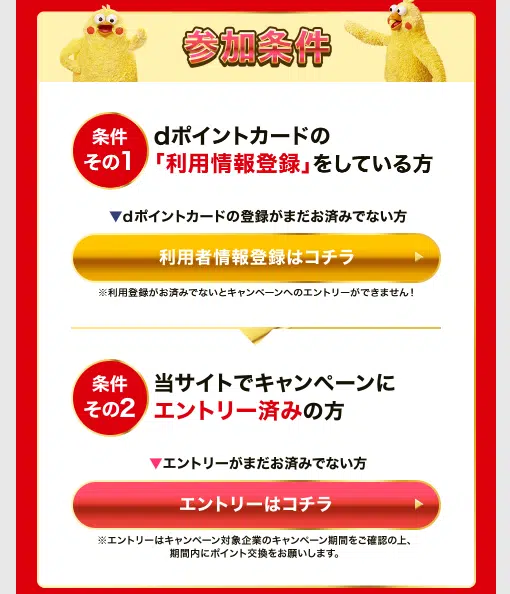 参加条件
条件
その1
dポイントカードの
「利用情報登録」をしている方
▼dポイントカードの登録がまだお済みでない方
利用者情報登録はコチラ
※利用登録がお済みでないとキャンペーンへのエントリーができません!
条件
その2
当サイトでキャンペーンに
エントリー済みの方
▼エントリーがまだお済みでない方
エントリーはコチラ
※エントリーはキャンペーン対象企業のキャンペーン期間をご確認の上、
期間内にポイント交換をお願いします。